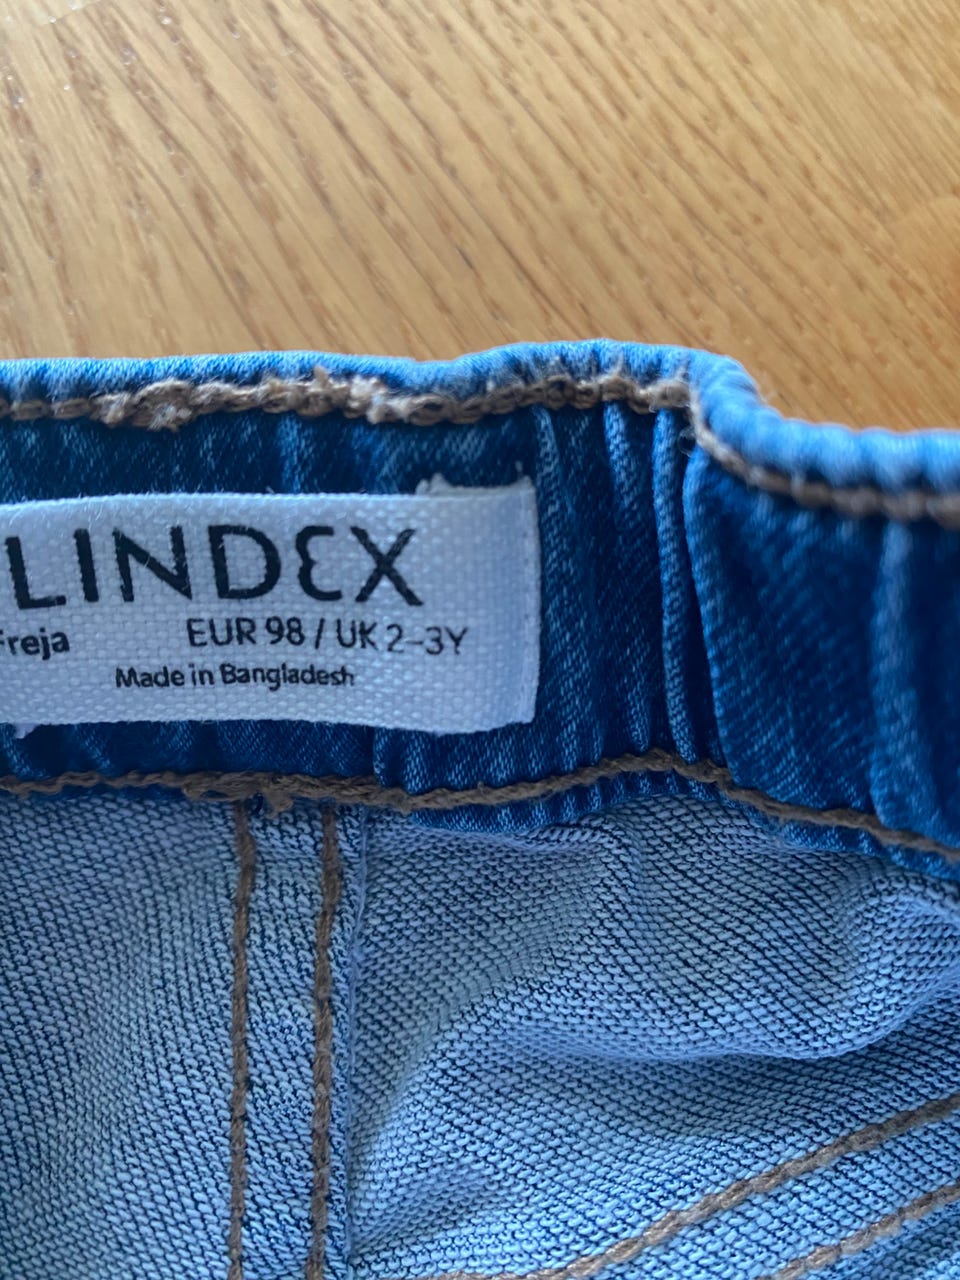 LINDEX
Freja EUR 98 / UK 2–3Y
Made in Bangladesh